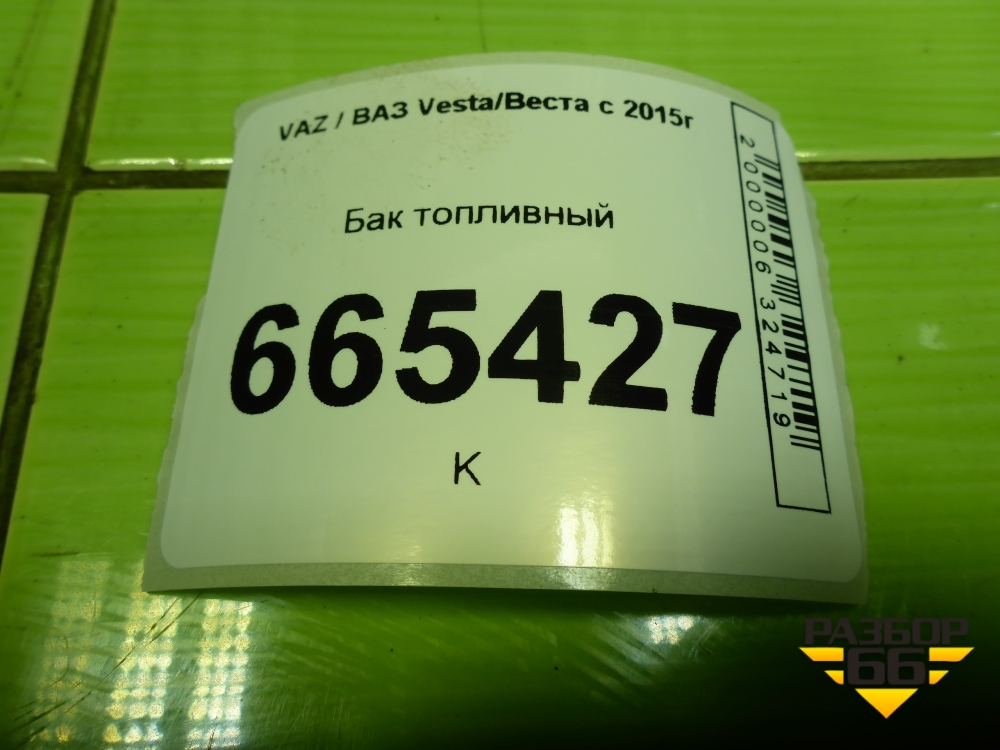 VAZ / ВАЗ Vesta/Веста с 2015г
Бак топливный
665427
К
2000006324719
РАЗБОР
66